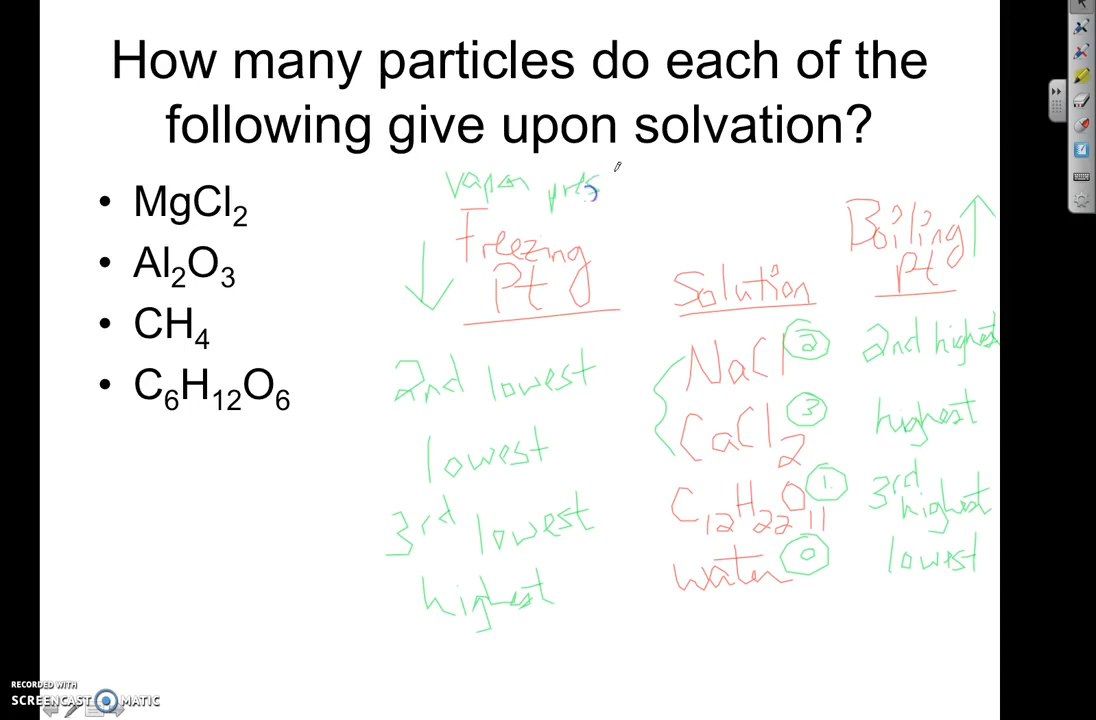 How many particles do each of the
following give upon solvation?
• MgCl2
• Al2O3
• CH4
• C6H12O6
vapor pres
Freezing
Pt
Solution
Boiling
Pt
2nd lowest
NaCl
2
2nd highest
lowest
CaCl2
3
highest
3rd lowest
C12H22O11
1
3rd
highest
highest
water
0
lowest
RECORDED WITH
SCREENCAST MATIC